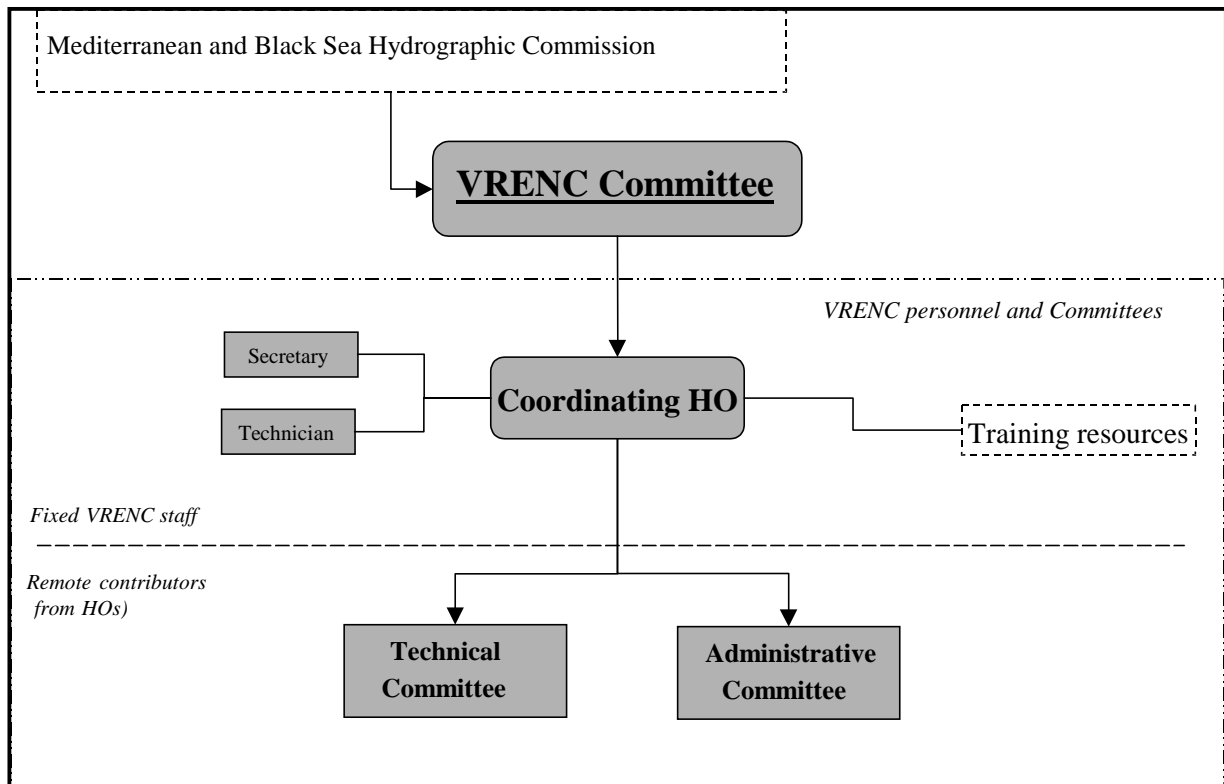 Mediterranean and Black Sea Hydrographic Commission
VRENC Committee
VRENC personnel and Committees
Secretary
Coordinating HO
Technician
Training resources
Fixed VRENC staff
Remote contributors
from HOs)
Technical
Committee
Administrative
Committee